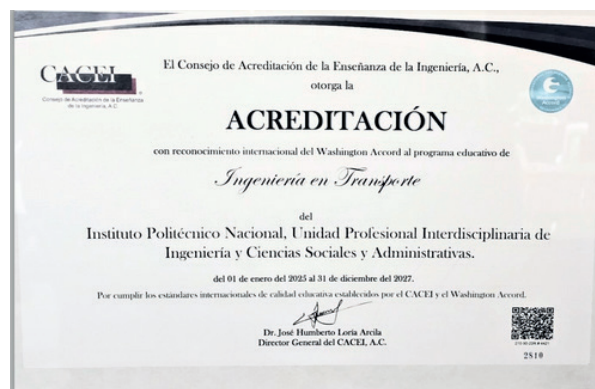 CACEI
Consejo de Acreditación de la Enseñanza
de la Ingeniería, A.C.
El Consejo de Acreditación de la Enseñanza de la Ingeniería, A.C.,
otorga la
ACREDITACIÓN
con reconocimiento internacional del Washington Accord al programa educativo de
Ingeniería en Transporte
del
Instituto Politécnico Nacional, Unidad Profesional Interdisciplinaria de
Ingeniería y Ciencias Sociales y Administrativas.
del 01 de enero del 2025 al 31 de diciembre del 2027.
Por cumplir los estándares internacionales de calidad educativa establecidos por el CACEI y el Washington Accord.
Dr. José Humberto Loría Arcila
Director General del CACEI, A.C.
2810